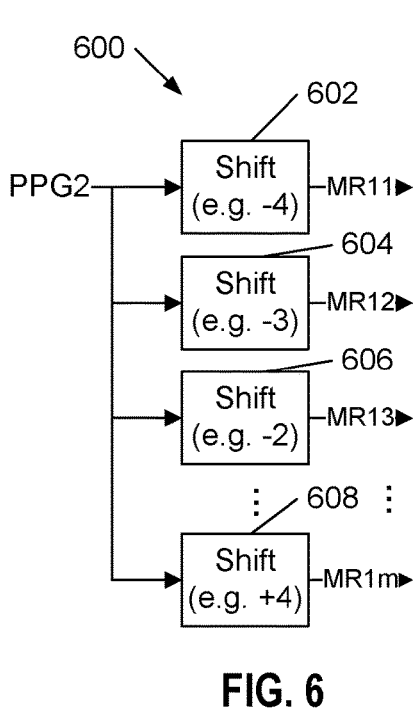 600
602
PPG2
Shift
(e.g. -4)
MR11
604
Shift
(e.g. -3)
MR12
606
Shift
(e.g. -2)
MR13
⋮
608
⋮
Shift
(e.g. +4)
MR1m
FIG. 6